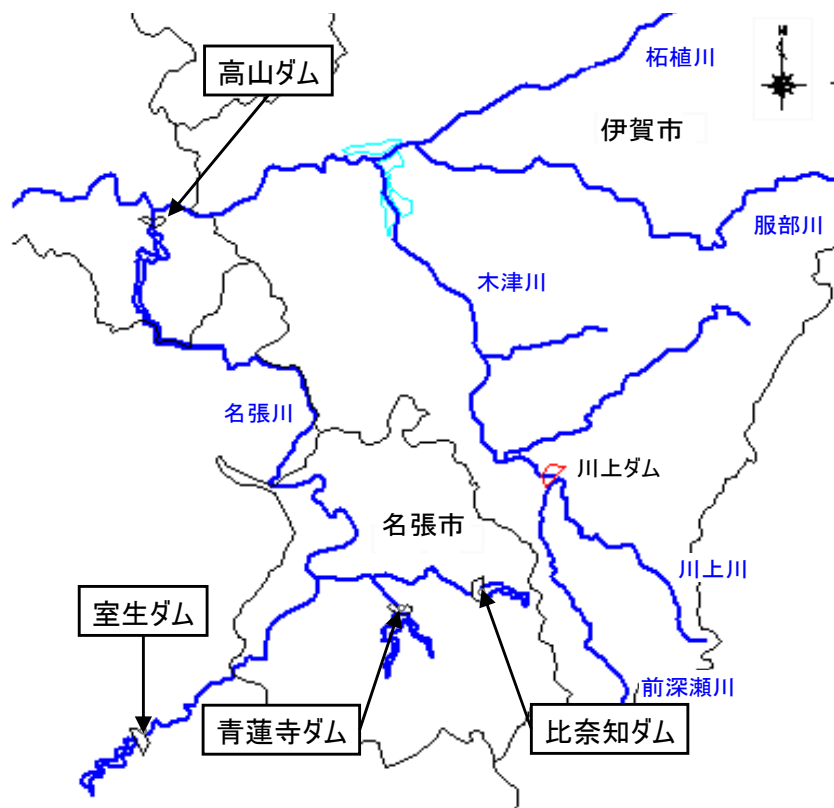 高山ダム
柘植川
N
伊賀市
服部川
木津川
名張川
川上ダム
名張市
川上川
室生ダム
前深瀬川
青蓮寺ダム
比奈知ダム